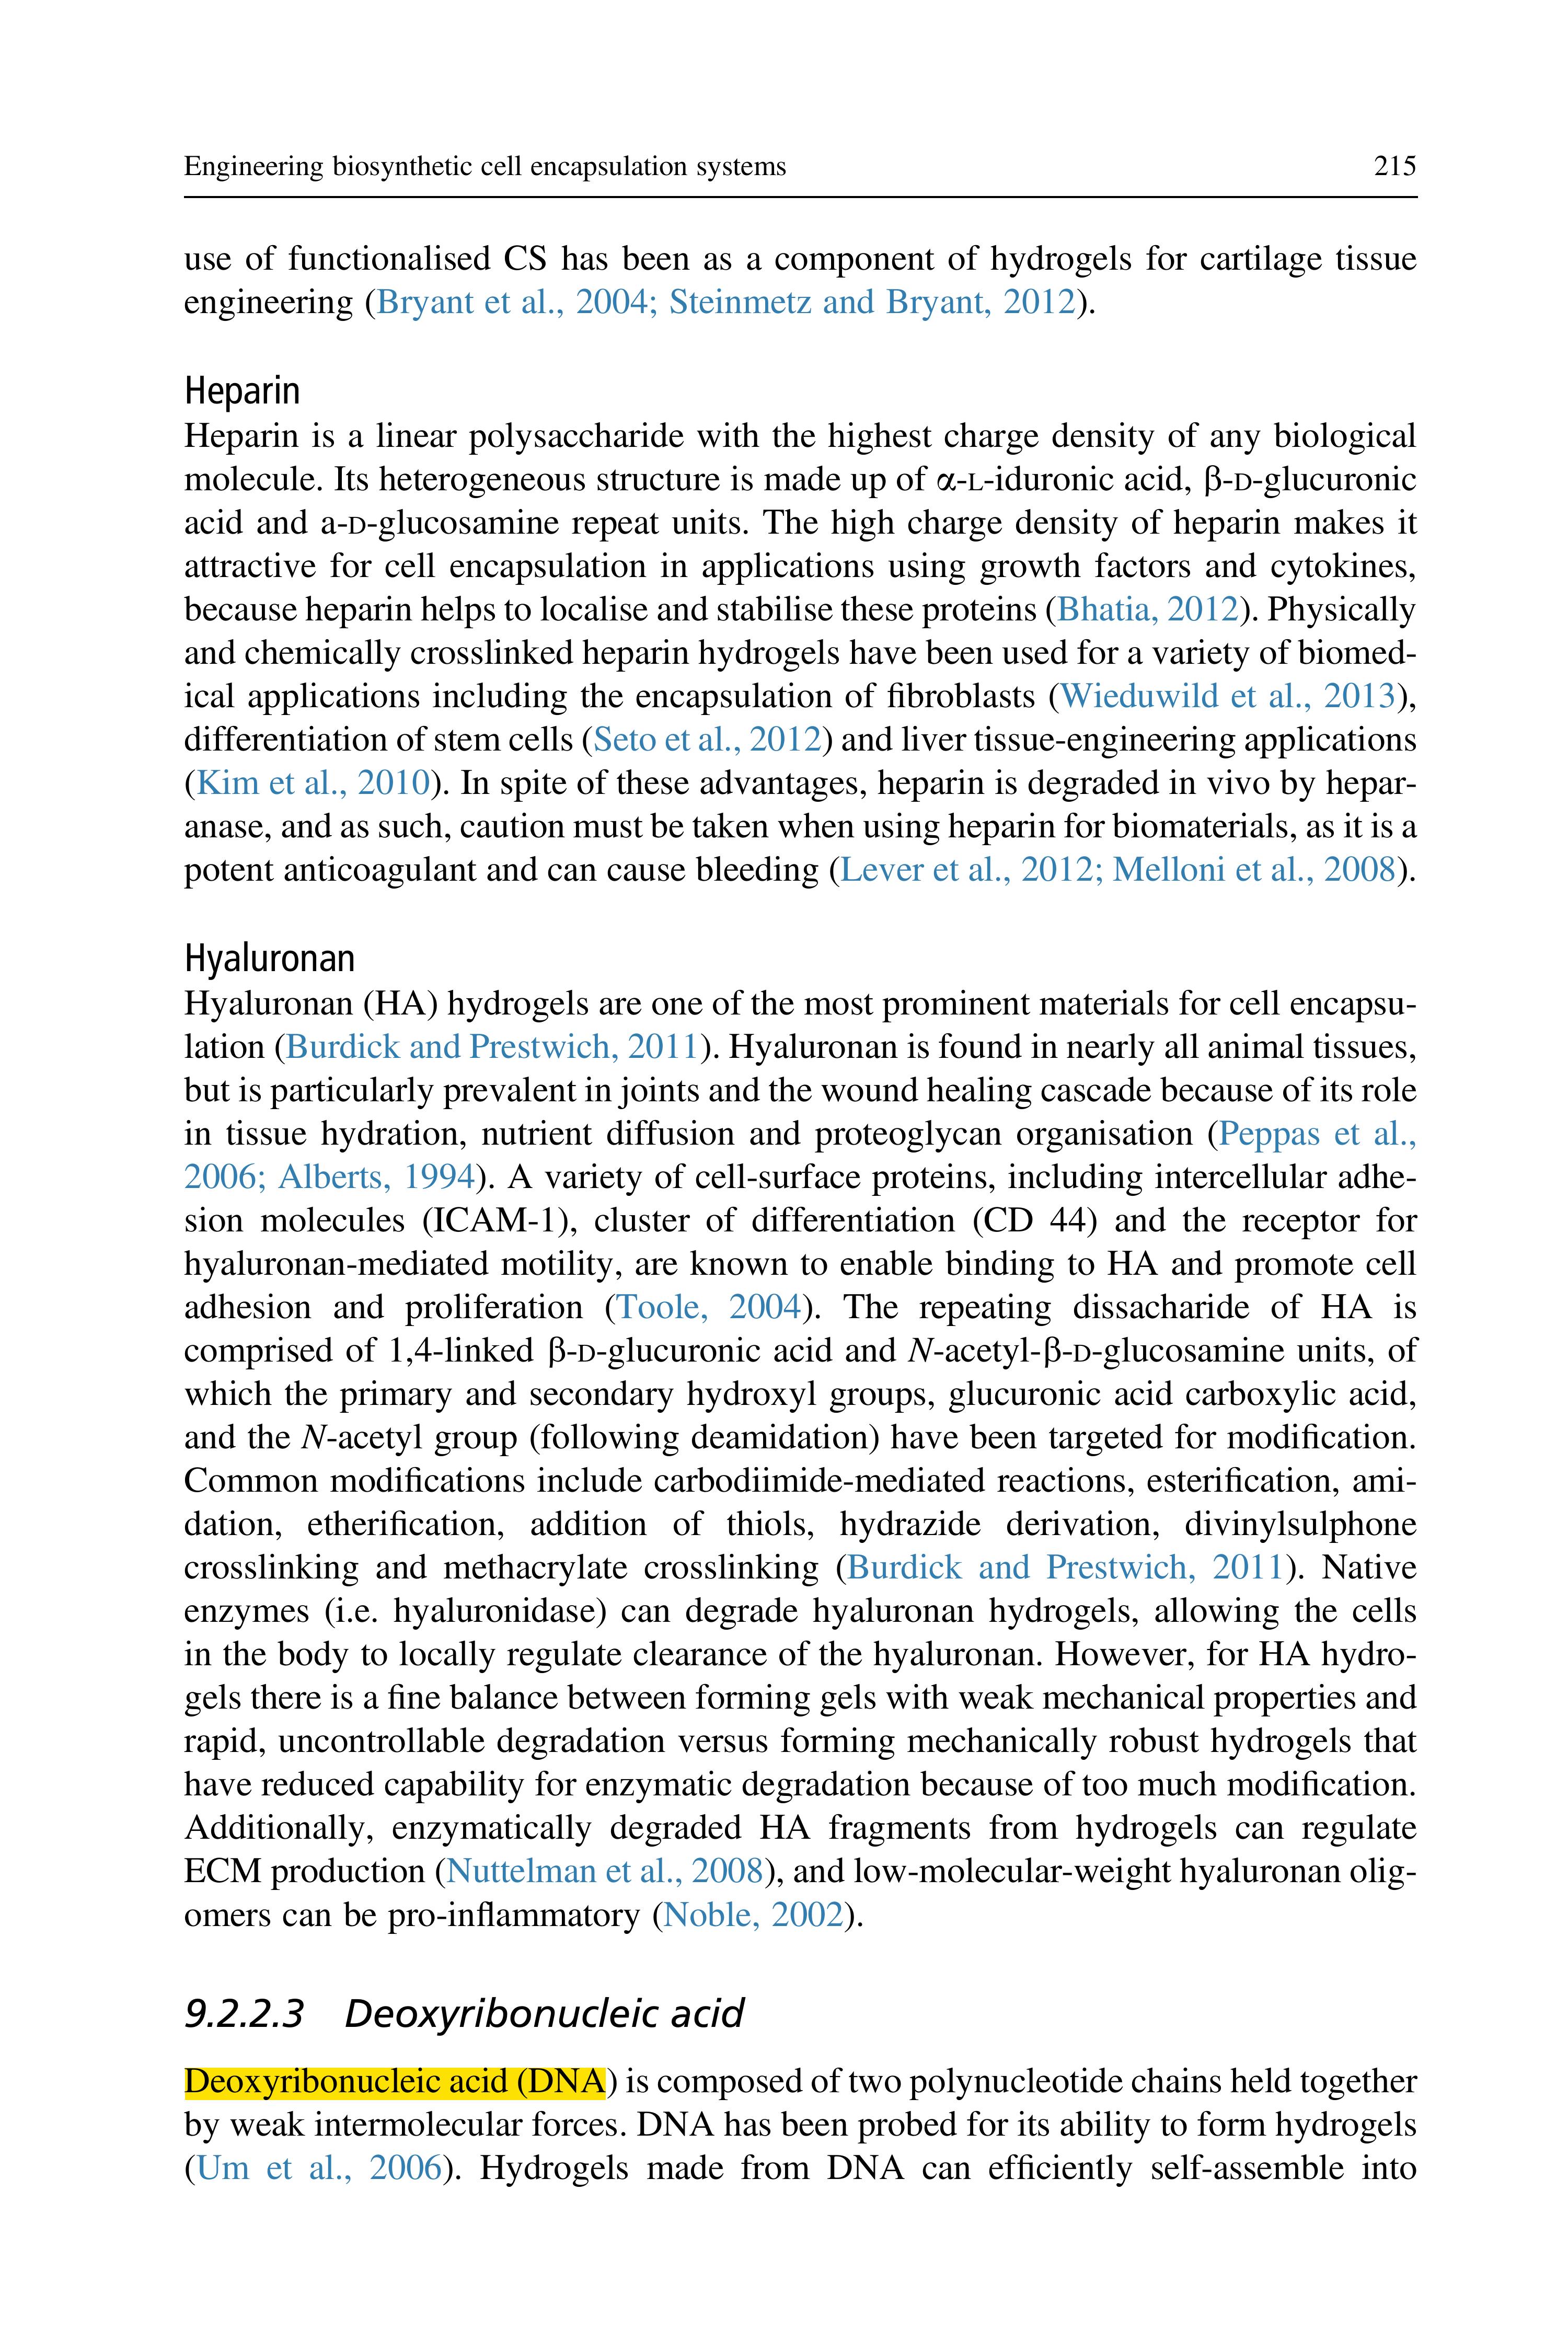 Engineering biosynthetic cell encapsulation systems 215
use of functionalised CS has been as a component of hydrogels for cartilage tissue
engineering (Bryant et al., 2004; Steinmetz and Bryant, 2012).
Heparin
Heparin is a linear polysaccharide with the highest charge density of any biological
molecule. Its heterogeneous structure is made up of α-L-iduronic acid, β-D-glucuronic
acid and a-D-glucosamine repeat units. The high charge density of heparin makes it
attractive for cell encapsulation in applications using growth factors and cytokines,
because heparin helps to localise and stabilise these proteins (Bhatia, 2012). Physically
and chemically crosslinked heparin hydrogels have been used for a variety of biomed-
ical applications including the encapsulation of fibroblasts (Wieduwild et al., 2013),
differentiation of stem cells (Seto et al., 2012) and liver tissue-engineering applications
(Kim et al., 2010). In spite of these advantages, heparin is degraded in vivo by hepar-
anase, and as such, caution must be taken when using heparin for biomaterials, as it is a
potent anticoagulant and can cause bleeding (Lever et al., 2012; Melloni et al., 2008).
Hyaluronan
Hyaluronan (HA) hydrogels are one of the most prominent materials for cell encapsu-
lation (Burdick and Prestwich, 2011). Hyaluronan is found in nearly all animal tissues,
but is particularly prevalent in joints and the wound healing cascade because of its role
in tissue hydration, nutrient diffusion and proteoglycan organisation (Peppas et al.,
2006; Alberts, 1994). A variety of cell-surface proteins, including intercellular adhe-
sion molecules (ICAM-1), cluster of differentiation (CD 44) and the receptor for
hyaluronan-mediated motility, are known to enable binding to HA and promote cell
adhesion and proliferation (Toole, 2004). The repeating dissacharide of HA is
comprised of 1,4-linked β-D-glucuronic acid and N-acetyl-β-D-glucosamine units, of
which the primary and secondary hydroxyl groups, glucuronic acid carboxylic acid,
and the N-acetyl group (following deamidation) have been targeted for modification.
Common modifications include carbodiimide-mediated reactions, esterification, ami-
dation, etherification, addition of thiols, hydrazide derivation, divinylsulphone
crosslinking and methacrylate crosslinking (Burdick and Prestwich, 2011). Native
enzymes (i.e. hyaluronidase) can degrade hyaluronan hydrogels, allowing the cells
in the body to locally regulate clearance of the hyaluronan. However, for HA hydro-
gels there is a fine balance between forming gels with weak mechanical properties and
rapid, uncontrollable degradation versus forming mechanically robust hydrogels that
have reduced capability for enzymatic degradation because of too much modification.
Additionally, enzymatically degraded HA fragments from hydrogels can regulate
ECM production (Nuttelman et al., 2008), and low-molecular-weight hyaluronan olig-
omers can be pro-inflammatory (Noble, 2002).
9.2.2.3 Deoxyribonucleic acid
Deoxyribonucleic acid (DNA) is composed of two polynucleotide chains held together
by weak intermolecular forces. DNA has been probed for its ability to form hydrogels
(Um et al., 2006). Hydrogels made from DNA can efficiently self-assemble into